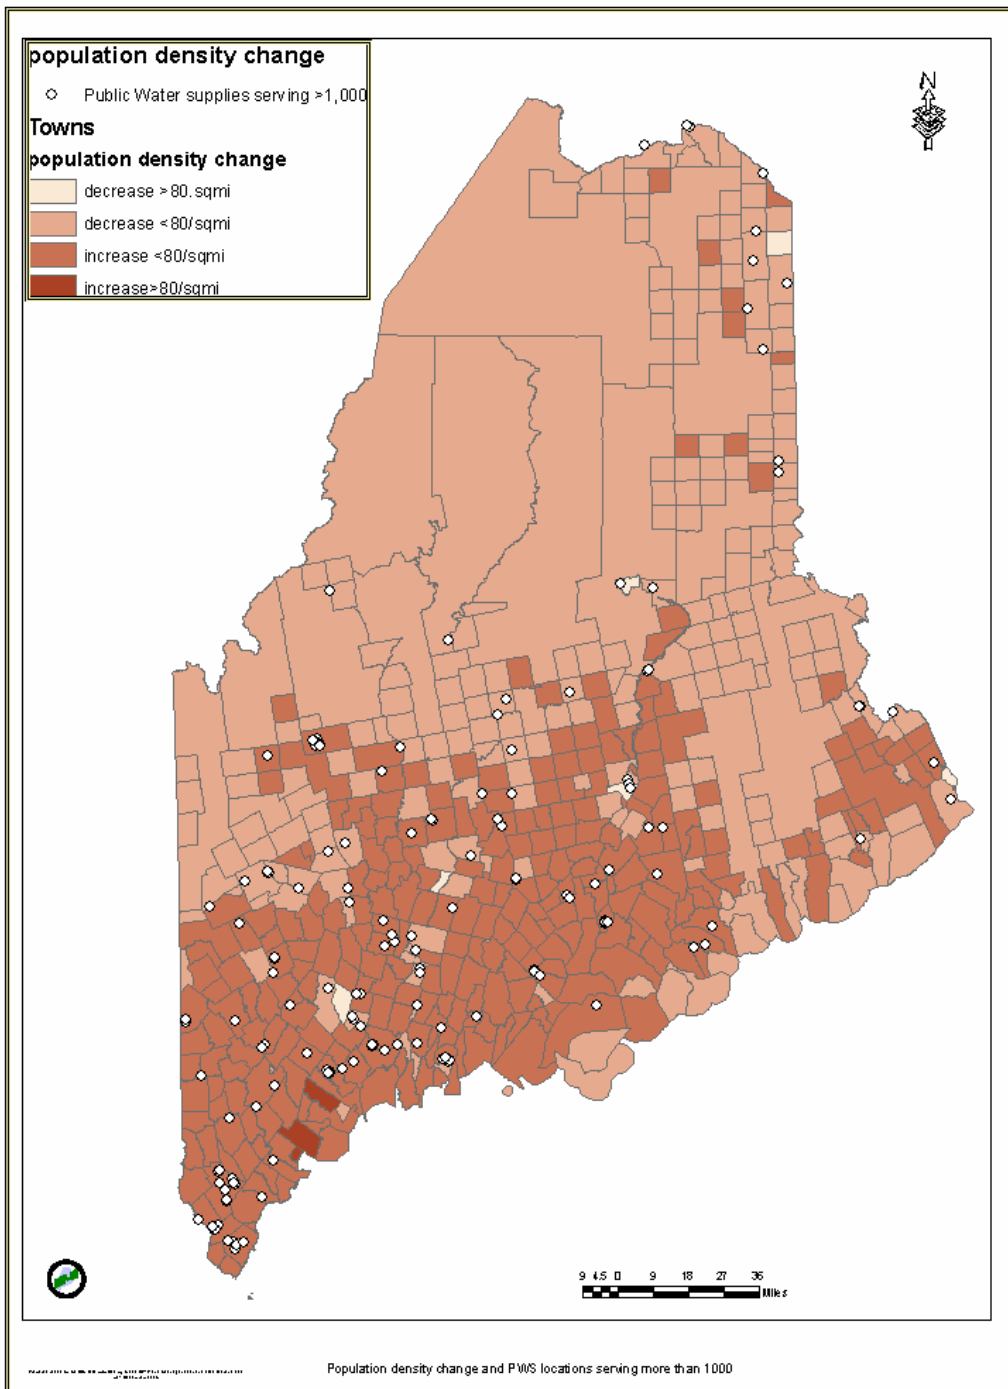 population density change
Public Water supplies serving >1,000
Towns
population density change
decrease >80.sqmi
decrease <80/sqmi
increase <80/sqmi
increase>80/sqmi
N
9 4.5 0 9 18 27 36
Miles
Population density change and PWS locations serving more than 1000